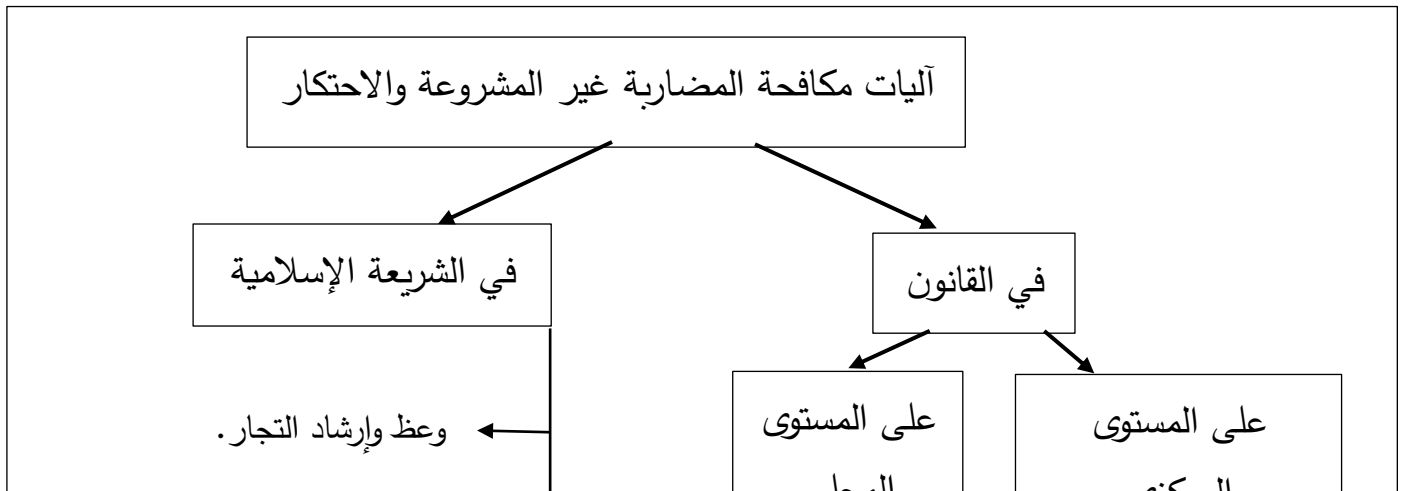 آليات مكافحة المضاربة غير المشروعة والاحتكار
في القانون
في الشريعة الإسلامية
على المستوى
على المستوى
وعظ وإرشاد التجار.